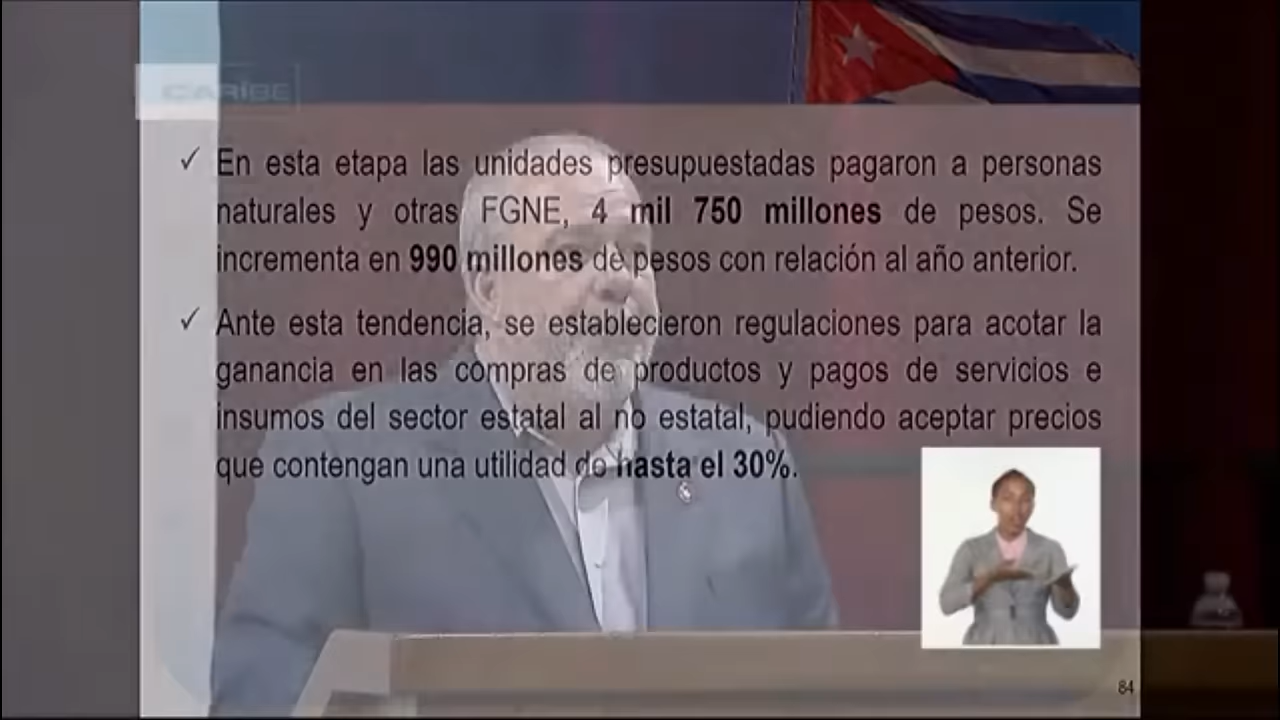 CARIBE
✓ En esta etapa las unidades presupuestadas pagaron a personas
naturales y otras FGNE, 4 mil 750 millones de pesos. Se
incrementa en 990 millones de pesos con relación al año anterior.
✓ Ante esta tendencia, se establecieron regulaciones para acotar la
ganancia en las compras de productos y pagos de servicios e
insumos del sector estatal al no estatal, pudiendo aceptar precios
que contengan una utilidad de hasta el 30%.
84